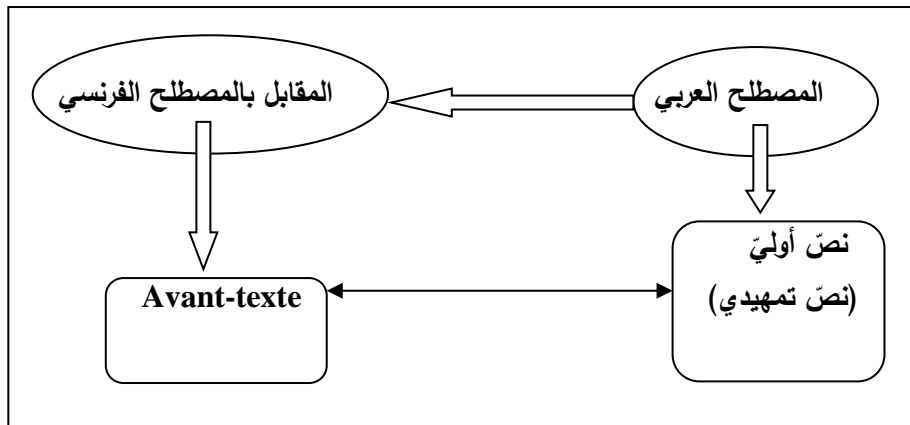 المصطلح العربي
المقابل بالمصطلح الفرنسي
نصّ أوليّ
(نصّ تمهيدي)
Avant-texte